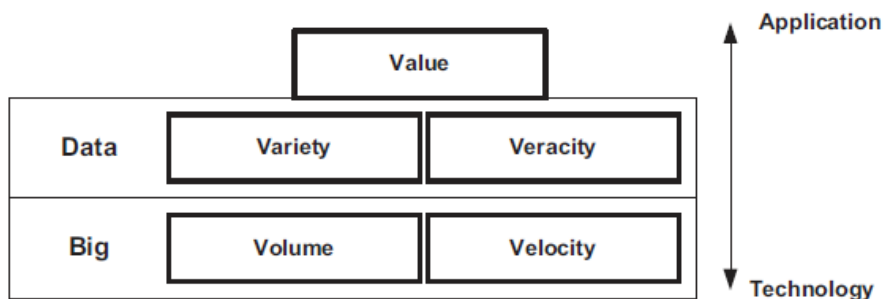 Application
Value
Data Variety Veracity
Big Volume Velocity
Technology